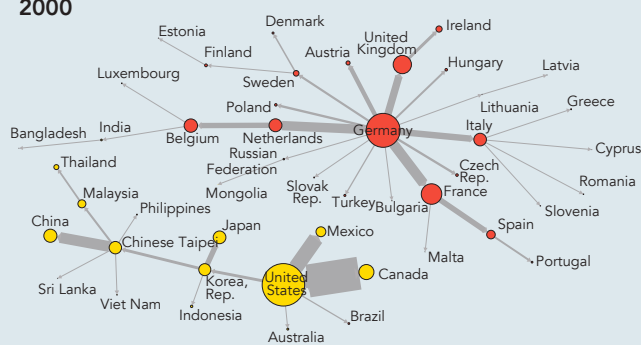 2000
Denmark
Estonia
Ireland
United
Kingdom
Finland
Austria
Hungary
Latvia
Luxembourg
Sweden
Lithuania
Greece
Poland
Germany
Italy
Bangladesh
India
Belgium
Netherlands
Cyprus
Russian
Federation
Thailand
Mongolia
Slovak
Rep.
Turkey
Bulgaria
Czech
Rep.
France
Romania
Slovenia
Malaysia
Philippines
China
Chinese Taipei
Japan
Mexico
Spain
Malta
Portugal
Korea,
Rep.
United
States
Canada
Sri Lanka
Viet Nam
Indonesia
Brazil
Australia